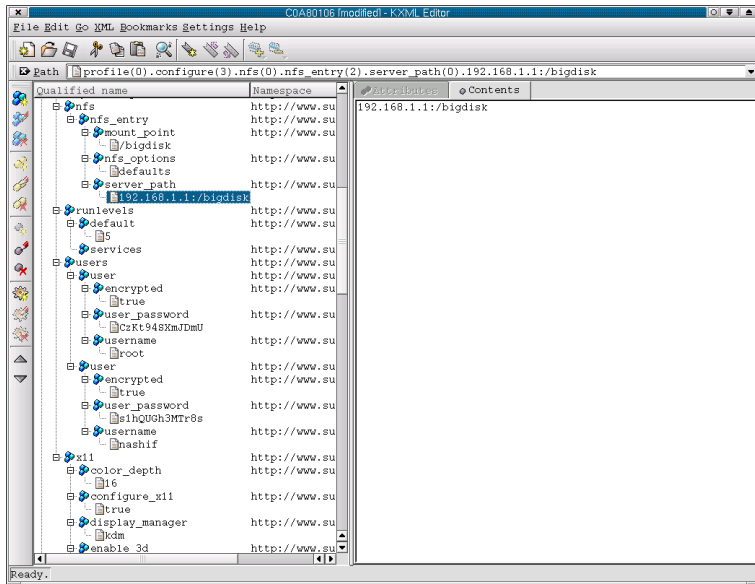 C0A80106 [modified] - KXML Editor
File Edit Go XML Bookmarks Settings Help
Path profile(0).configure(3).nfs(0).nfs_entry(2).server_path(0).192.168.1.1:/bigdisk
Qualified name Namespace
Attributes Contents
nfs http://www.su
192.168.1.1:/bigdisk
nfs_entry http://www.su
mount_point http://www.su
/bigdisk
nfs_options http://www.su
defaults
server_path http://www.su
192.168.1.1:/bigdisk
runlevels http://www.su
default http://www.su
5
services http://www.su
users http://www.su
user http://www.su
encrypted http://www.su
true
user_password http://www.su
CzKt94SXmJDmU
username http://www.su
root
user http://www.su
encrypted http://www.su
true
user_password http://www.su
s1hQUGh3MTr8s
username http://www.su
nashif
x11 http://www.su
color_depth http://www.su
16
configure_x11 http://www.su
true
display_manager http://www.su
kdm
enable_3d http://www.su
Ready.